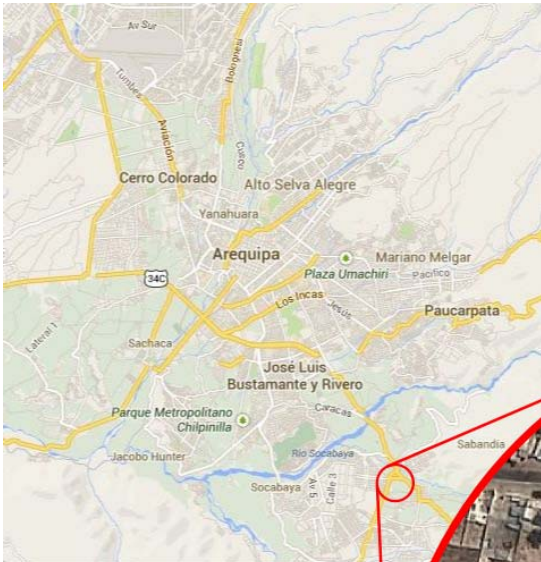 Av Sur
Tumbes
Bolognesi
Aviación
Cusco
Cerro Colorado
Alto Selva Alegre
Yanahuara
Arequipa
Mariano Melgar
Plaza Umachiri
Pacifico
34C
Los Incas
Jesús
Paucarpata
Lateral 1
Sachaca
José Luis
Bustamante y Rivero
Parque Metropolitano
Chilpinilla
Caracas
Sabandia
Jacobo Hunter
Rio Socabaya
Socabaya
Av 5
Calle 3